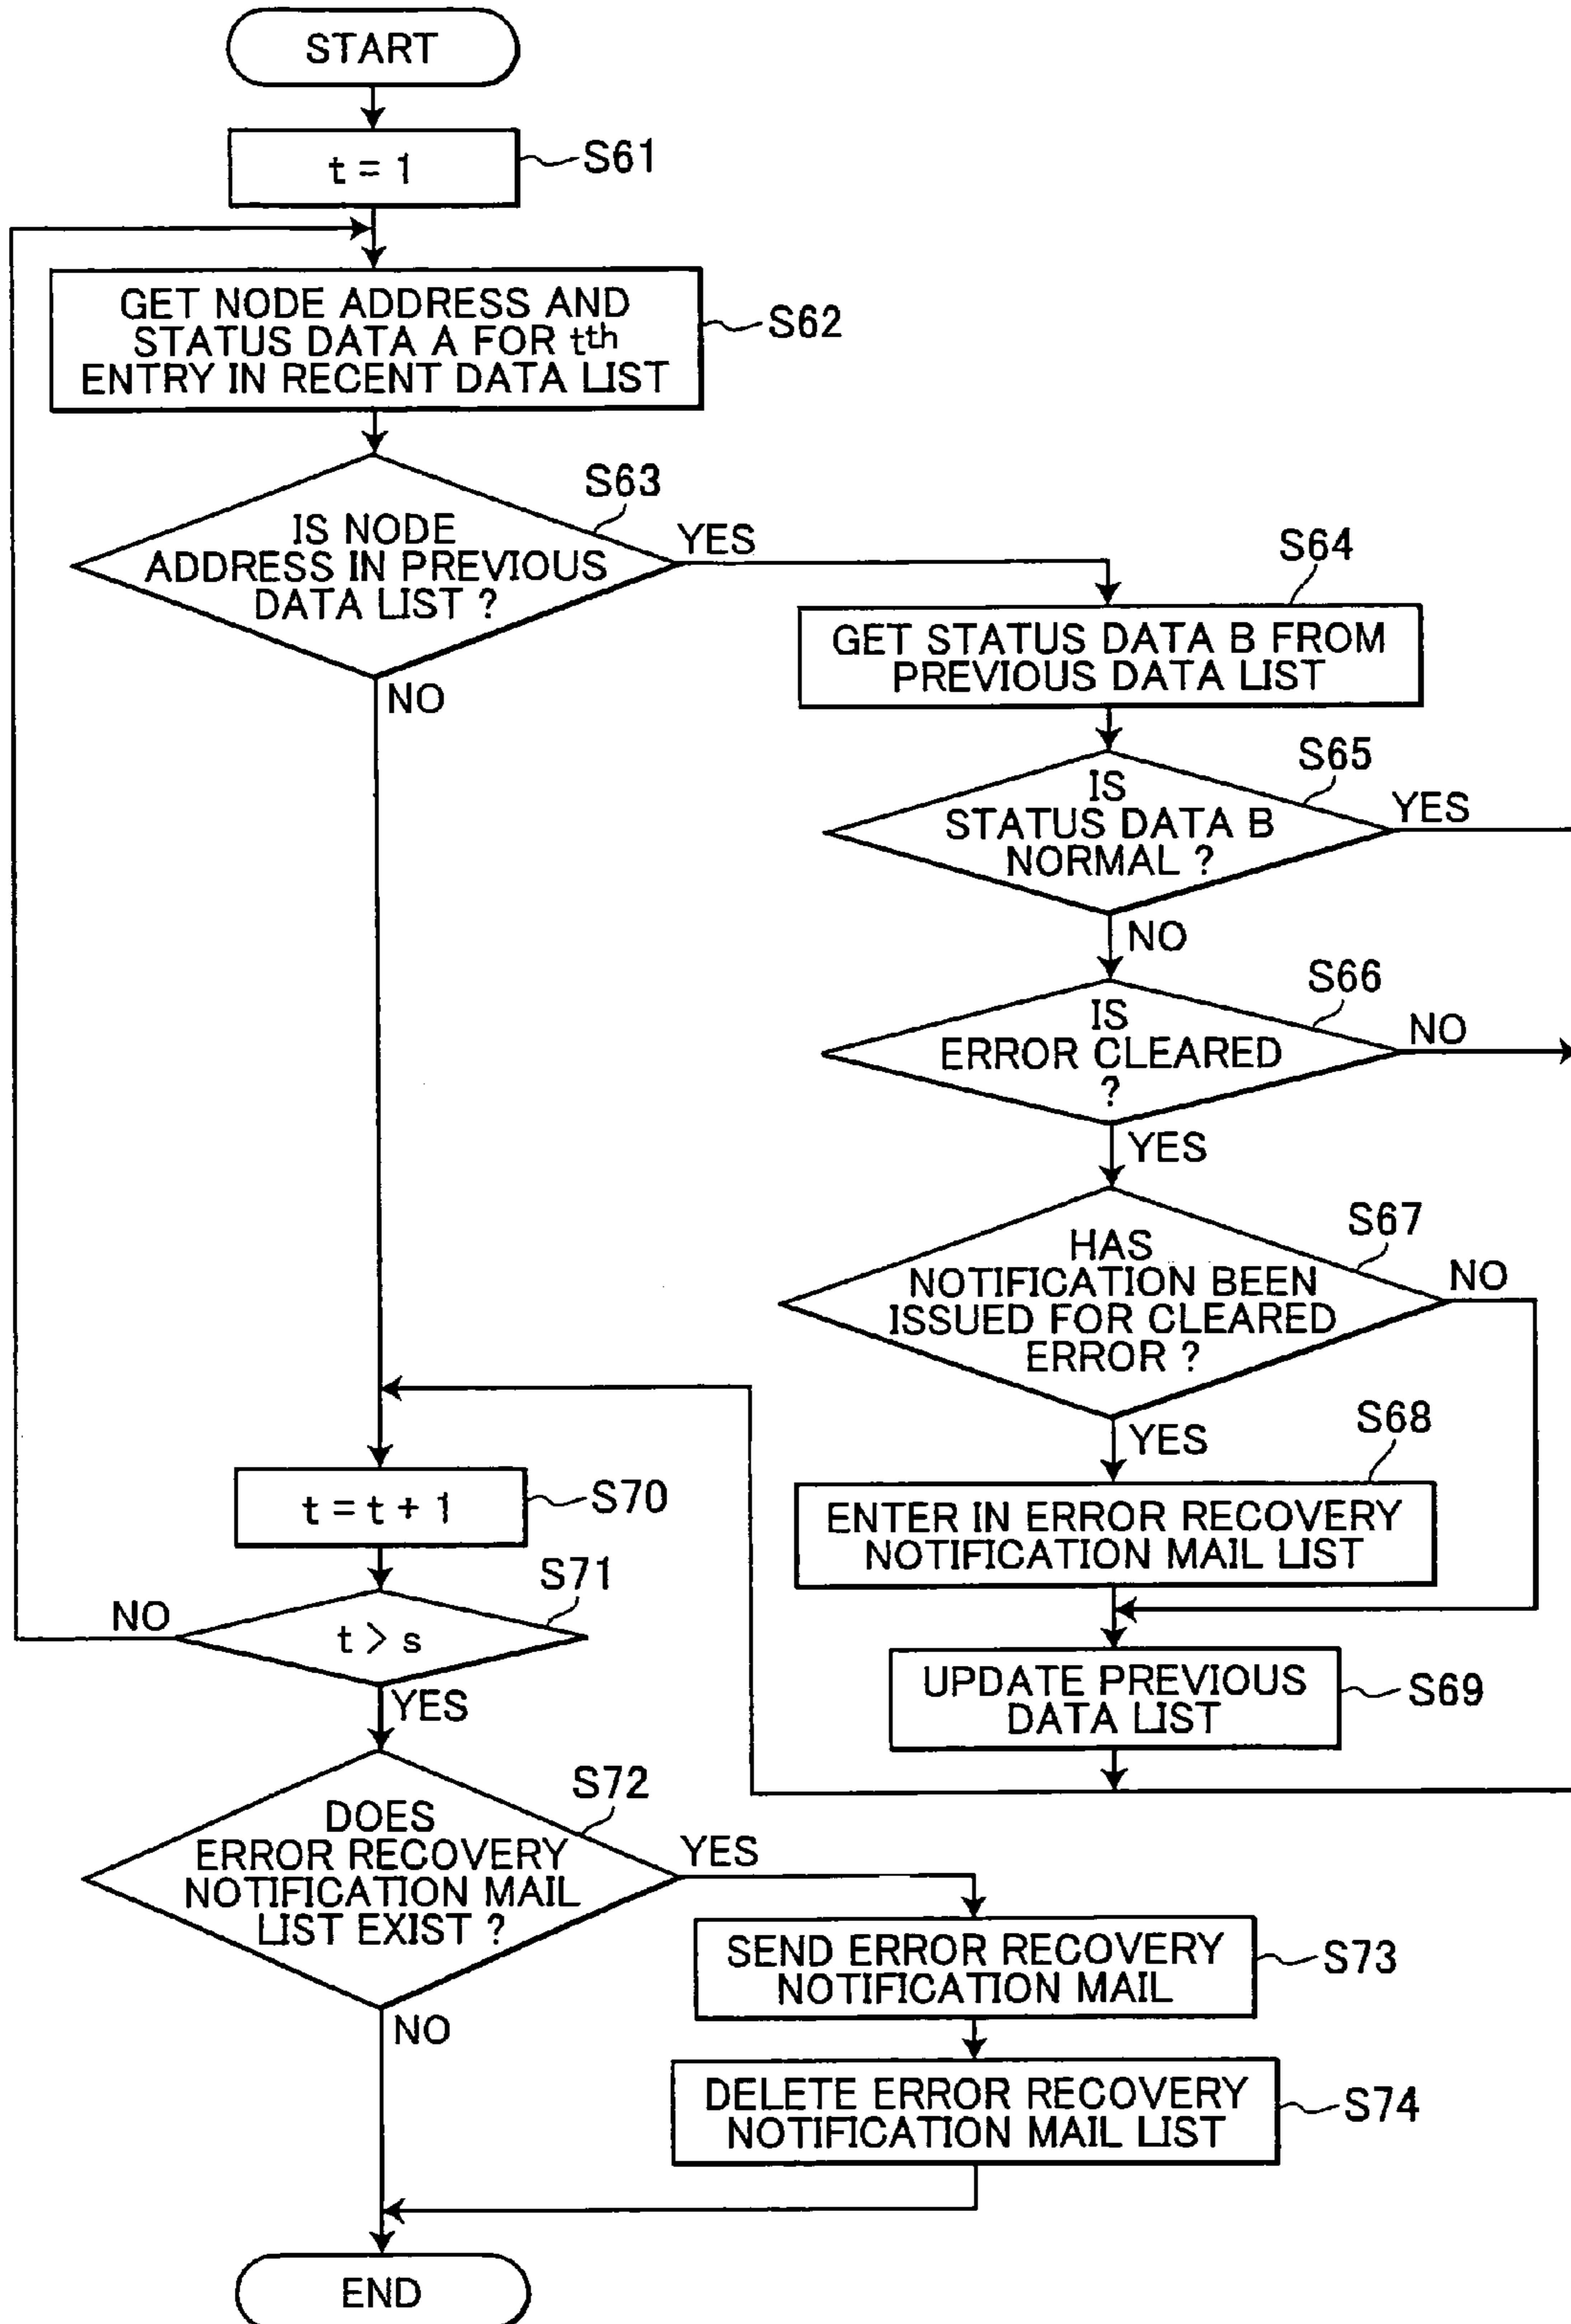 START
t = 1
S61
GET NODE ADDRESS AND
STATUS DATA A FOR tth
ENTRY IN RECENT DATA LIST
S62
IS NODE
ADDRESS IN PREVIOUS
DATA LIST ?
S63
YES
NO
S64
GET STATUS DATA B FROM
PREVIOUS DATA LIST
S65
IS
STATUS DATA B
NORMAL ?
YES
NO
S66
IS
ERROR CLEARED
?
NO
YES
S67
HAS
NOTIFICATION BEEN
ISSUED FOR CLEARED
ERROR ?
NO
YES
S68
ENTER IN ERROR RECOVERY
NOTIFICATION MAIL LIST
UPDATE PREVIOUS
DATA LIST
S69
t = t + 1
S70
S71
t > s
NO
YES
S72
DOES
ERROR RECOVERY
NOTIFICATION MAIL
LIST EXIST ?
YES
NO
SEND ERROR RECOVERY
NOTIFICATION MAIL
S73
DELETE ERROR RECOVERY
NOTIFICATION MAIL LIST
S74
END